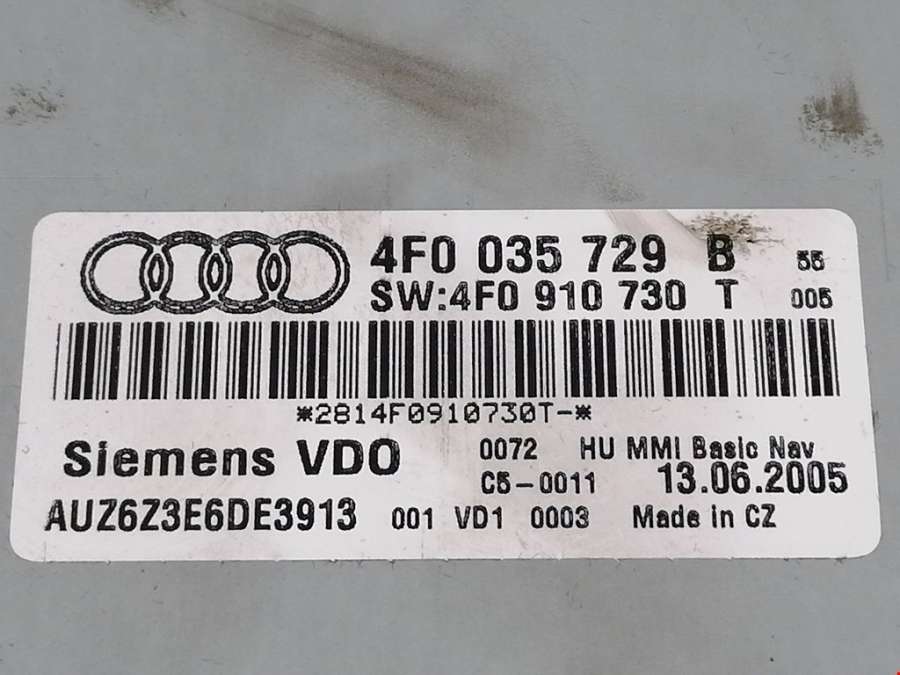 4F0 035 729 B 55
SW:4F0 910 730 T 005
*2814F0910730T-*
Siemens VDO 0072 HU MMI Basic Nav
C5-0011 13.06.2005
AUZ6Z3E6DE3913 001 VD1 0003 Made in CZ